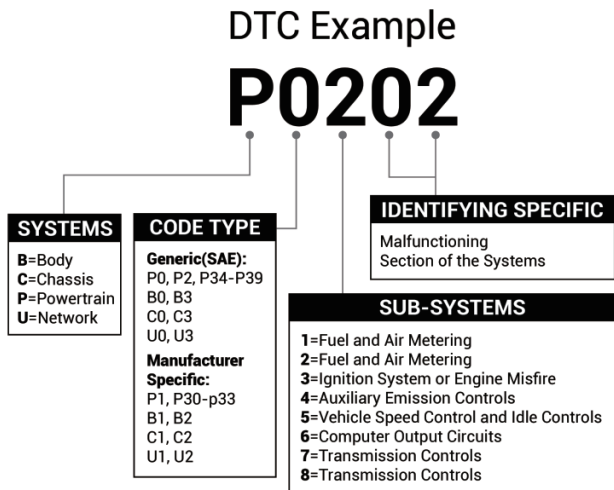 DTC Example
P0202
SYSTEMS
B=Body
C=Chassis
P=Powertrain
U=Network
CODE TYPE
Generic(SAE):
P0, P2, P34-P39
B0, B3
C0, C3
U0, U3
Manufacturer
Specific:
P1, P30-p33
B1, B2
C1, C2
U1, U2
IDENTIFYING SPECIFIC
Malfunctioning
Section of the Systems
SUB-SYSTEMS
1=Fuel and Air Metering
2=Fuel and Air Metering
3=Ignition System or Engine Misfire
4=Auxiliary Emission Controls
5=Vehicle Speed Control and Idle Controls
6=Computer Output Circuits
7=Transmission Controls
8=Transmission Controls